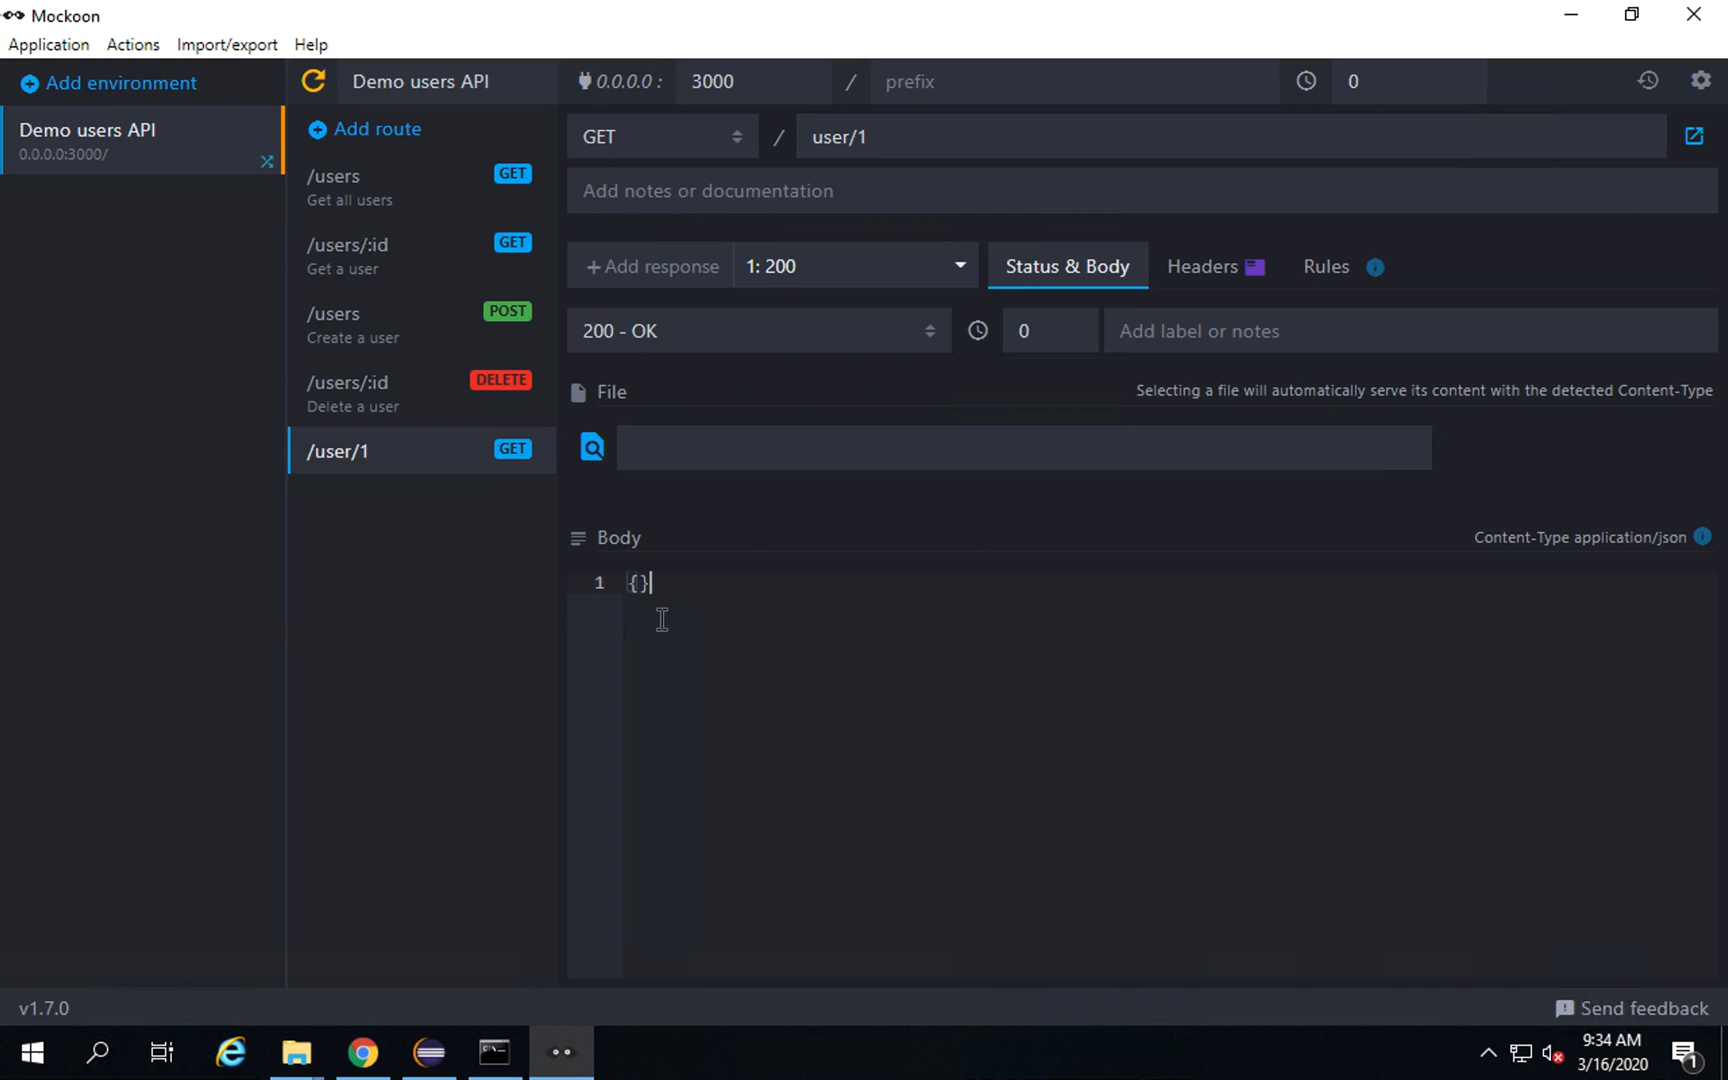 Mockoon
Application Actions Import/export Help
Add environment
Demo users API
0.0.0.0:3000/
Demo users API
0.0.0.0 : 3000 / prefix 0
Add route
/users GET
Get all users
/users/:id GET
Get a user
/users POST
Create a user
/users/:id DELETE
Delete a user
/user/1 GET
GET / user/1
Add notes or documentation
+ Add response 1: 200 Status & Body Headers Rules
200 - OK 0 Add label or notes
File Selecting a file will automatically serve its content with the detected Content-Type
Body Content-Type application/json
1 {}
v1.7.0 Send feedback
9:34 AM
3/16/2020
1